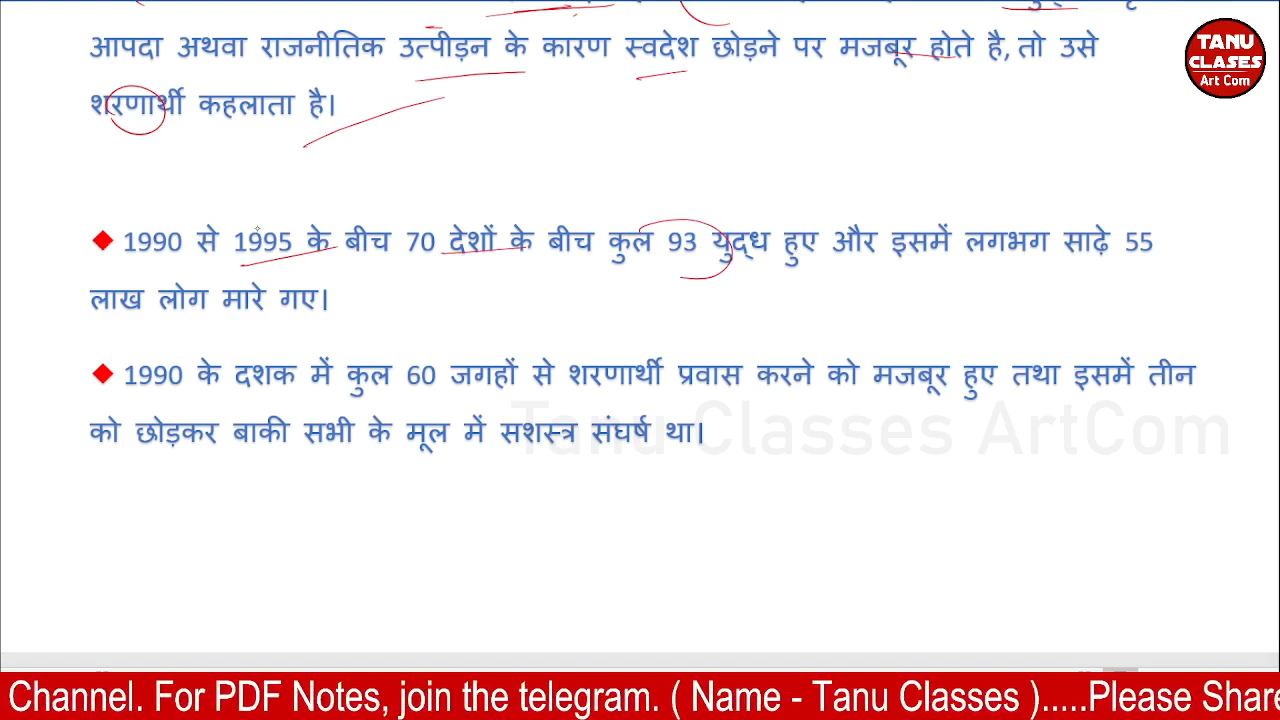 TANU
CLASES
Art Com
आपदा अथवा राजनीतिक उत्पीड़न के कारण स्वदेश छोड़ने पर मजबूर होते है, तो उसे
शरणार्थी कहलाता है।
1990 से 1995 के बीच 70 देशों के बीच कुल 93 युद्ध हुए और इसमें लगभग साढ़े 55
लाख लोग मारे गए।
1990 के दशक में कुल 60 जगहों से शरणार्थी प्रवास करने को मजबूर हुए तथा इसमें तीन
को छोड़कर बाकी सभी के मूल में सशस्त्र संघर्ष था।
Tanu Classes ArtCom
Channel. For PDF Notes, join the telegram. ( Name - Tanu Classes ).....Please Share